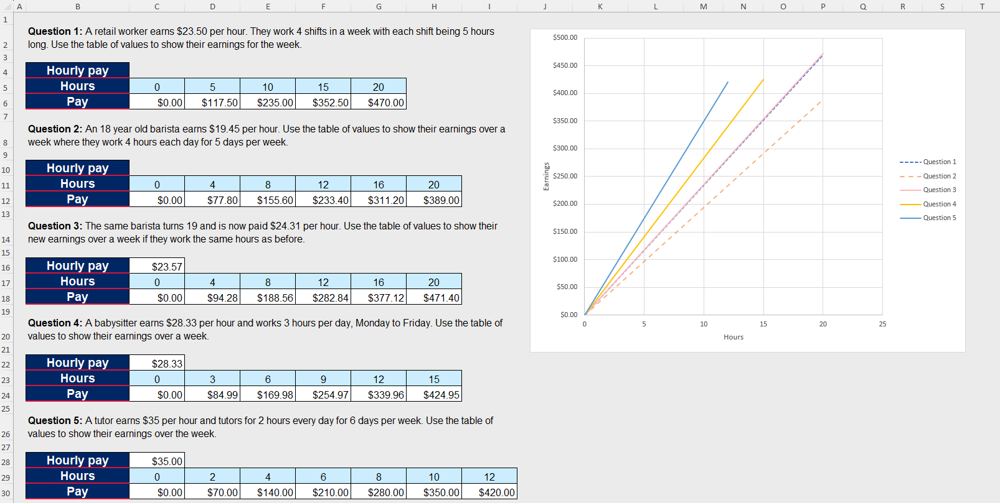 A B C D E F G H I J K L M N O P Q R S T
1
Question 1: A retail worker earns $23.50 per hour. They work 4 shifts in a week with each shift being 5 hours
2 long. Use the table of values to show their earnings for the week.
3
4 Hourly pay
5 Hours 0 5 10 15 20
6 Pay $0.00 $117.50 $235.00 $352.50 $470.00
7
Question 2: An 18 year old barista earns $19.45 per hour. Use the table of values to show their earnings over a
8 week where they work 4 hours each day for 5 days per week.
9
10 Hourly pay
11 Hours 0 4 8 12 16 20
12 Pay $0.00 $77.80 $155.60 $233.40 $311.20 $389.00
13
Question 3: The same barista turns 19 and is now paid $24.31 per hour. Use the table of values to show their
14 new earnings over a week if they work the same hours as before.
15
16 Hourly pay $23.57
17 Hours 0 4 8 12 16 20
18 Pay $0.00 $94.28 $188.56 $282.84 $377.12 $471.40
19
Question 4: A babysitter earns $28.33 per hour and works 3 hours per day, Monday to Friday. Use the table of
20 values to show their earnings over a week.
21
22 Hourly pay $28.33
23 Hours 0 3 6 9 12 15
24 Pay $0.00 $84.99 $169.98 $254.97 $339.96 $424.95
25
Question 5: A tutor earns $35 per hour and tutors for 2 hours every day for 6 days per week. Use the table of
26 values to show their earnings over the week.
27
28 Hourly pay $35.00
29 Hours 0 2 4 6 8 10 12
30 Pay $0.00 $70.00 $140.00 $210.00 $280.00 $350.00 $420.00
$500.00
$450.00
$400.00
$350.00
$300.00
$250.00
$200.00
$150.00
$100.00
$50.00
$0.00
Earnings
0 5 10 15 20 25
Hours
Question 1
Question 2
Question 3
Question 4
Question 5